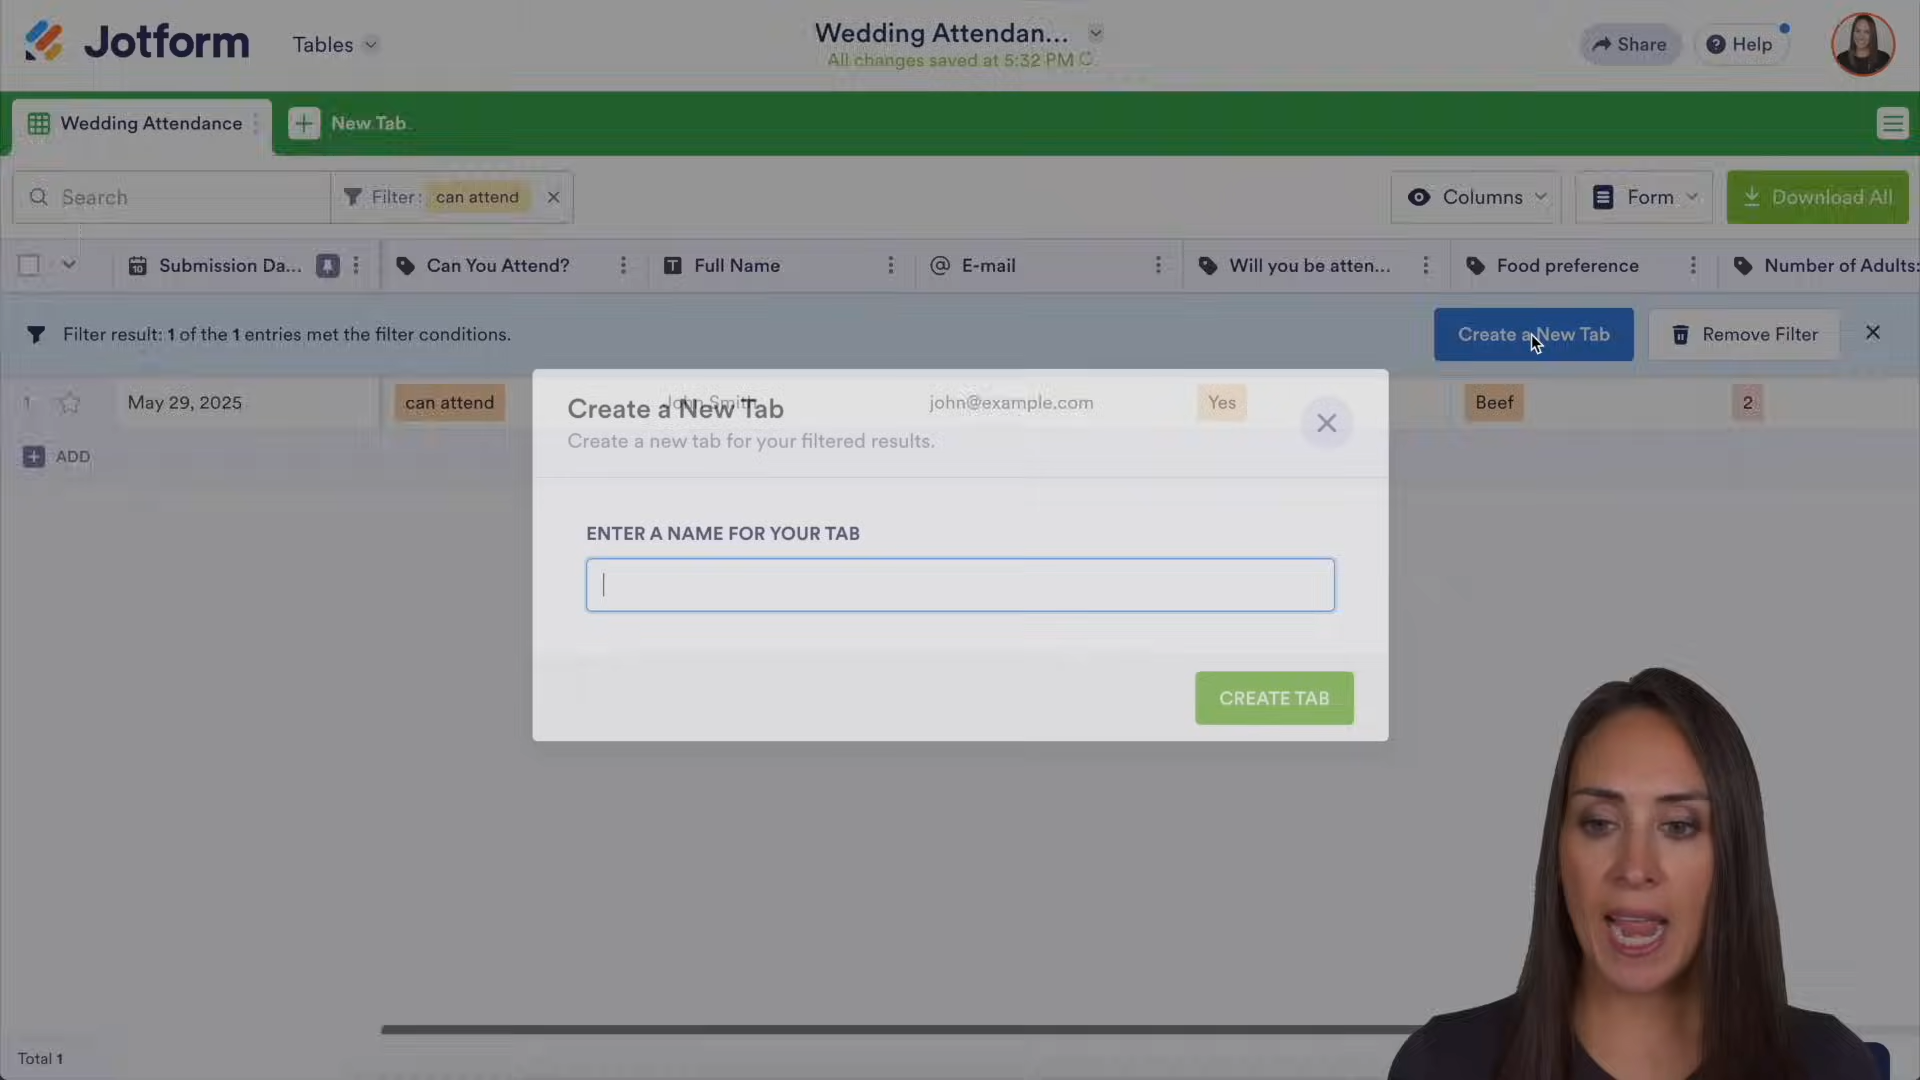 Jotform
Tables
Wedding Attendan...
All changes saved at 5:32 PM
Share
Help
Wedding Attendance
New Tab
Search
Filter: can attend
Columns
Form
Download All
Submission Da...
Can You Attend?
Full Name
E-mail
Will you be atten...
Food preference
Number of Adults:
Filter result: 1 of the 1 entries met the filter conditions.
Create a New Tab
Remove Filter
1
May 29, 2025
can attend
John Smith
john@example.com
Yes
Beef
2
ADD
Create a New Tab
Create a new tab for your filtered results.
ENTER A NAME FOR YOUR TAB
CREATE TAB
Total 1